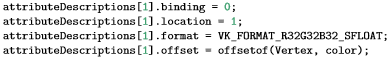 attributeDescriptions[1].binding = 0;
attributeDescriptions[1].location = 1;
attributeDescriptions[1].format = VK_FORMAT_R32G32B32_SFLOAT;
attributeDescriptions[1].offset = offsetof(Vertex, color);